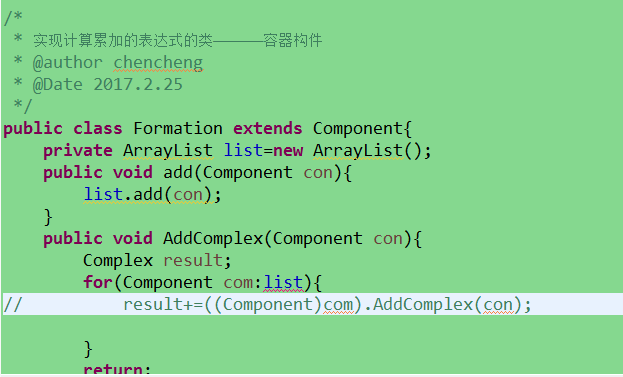 /*
 * 实现计算累加的表达式的类———容器构件
 * @author chencheng
 * @Date 2017.2.25
 */
public class Formation extends Component{
    private ArrayList list=new ArrayList();
    public void add(Component con){
        list.add(con);
    }
    public void AddComplex(Component con){
        Complex result;
        for(Component com:list){
//          result+=((Component)com).AddComplex(con);
        }
        return;